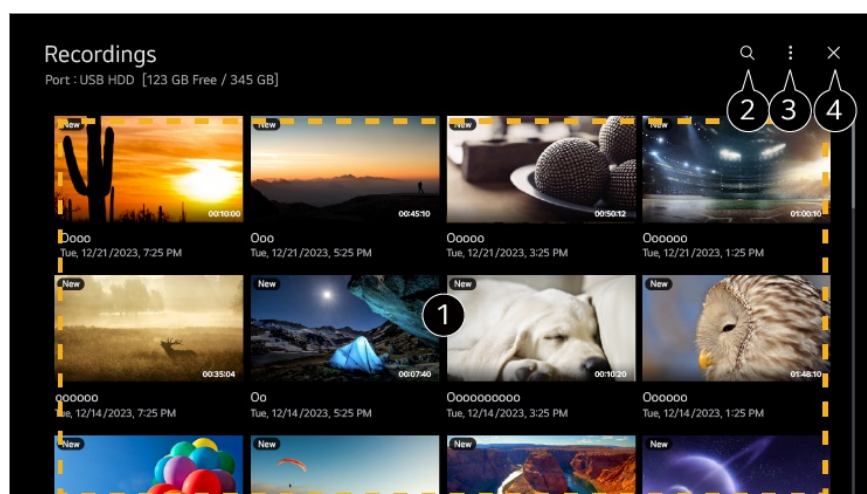 Recordings
Port : USB HDD [123 GB Free / 345 GB]
2 3 4
New New New New
00:10:00 00:45:10 00:50:12 01:00:10
Oooo Ooo Ooooo Oooooo
Tue, 12/21/2023, 7:25 PM Tue, 12/21/2023, 5:25 PM Tue, 12/21/2023, 3:25 PM Tue, 12/21/2023, 1:25 PM
New New New New
1
00:35:04 00:07:40 00:10:20 01:48:10
oooooo Oo Oooooooooo Oooooo
Tue, 12/14/2023, 7:25 PM Tue, 12/14/2023, 5:25 PM Tue, 12/14/2023, 3:25 PM Tue, 12/14/2023, 1:25 PM
New New New New